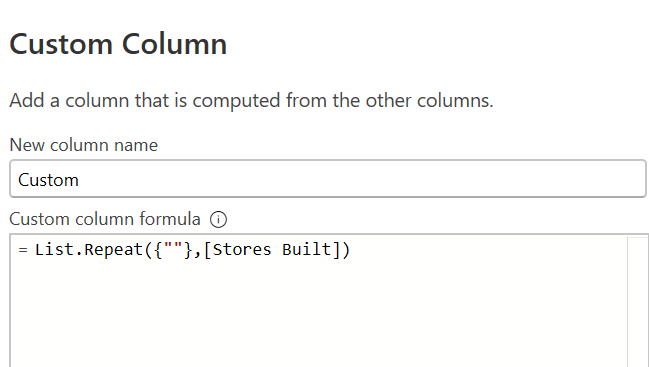 Custom Column
Add a column that is computed from the other columns.
New column name
Custom
Custom column formula
= List.Repeat({""},[Stores Built])